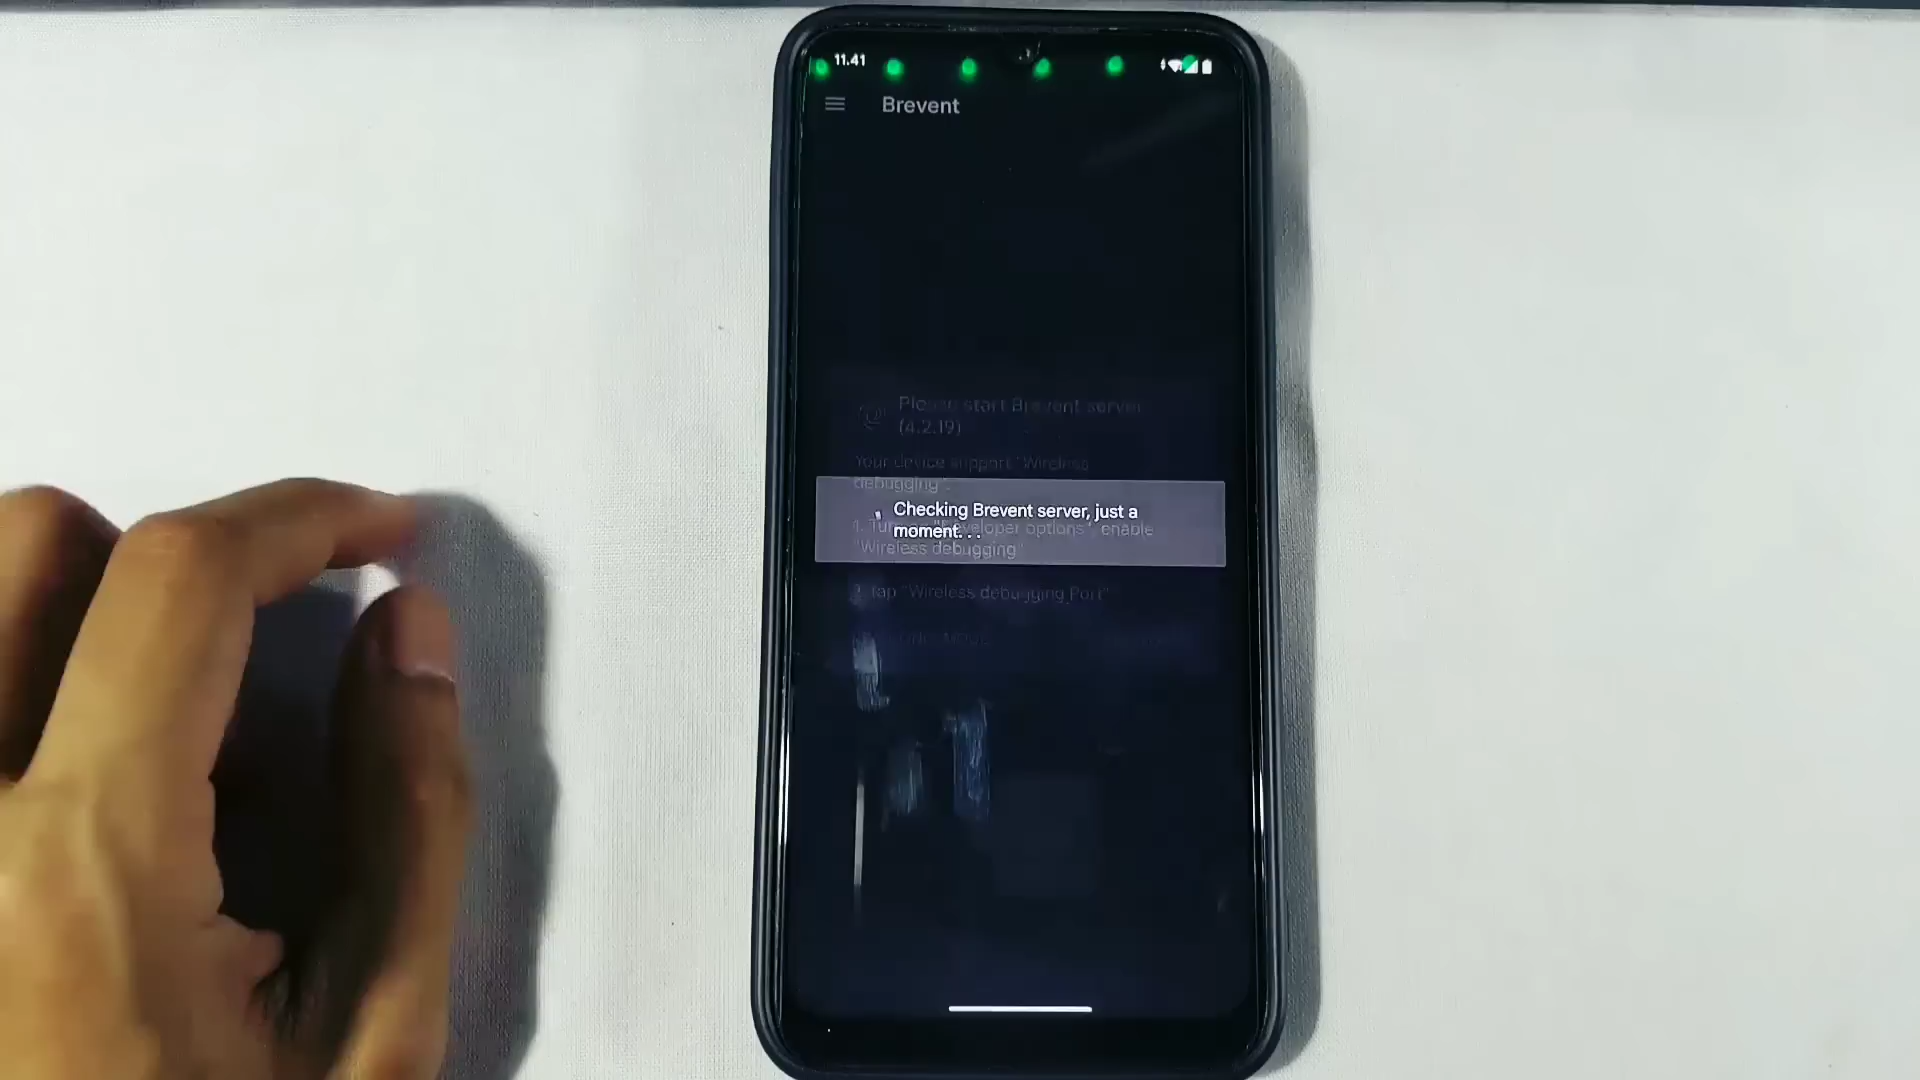 11.41
Brevent
Please start Brevent server
(4.2.19)
Your device support "Wireless
debugging".
Checking Brevent server, just a
moment...
1. Turn on "Developer options", enable
"Wireless debugging"
2. Tap "Wireless debugging Port"